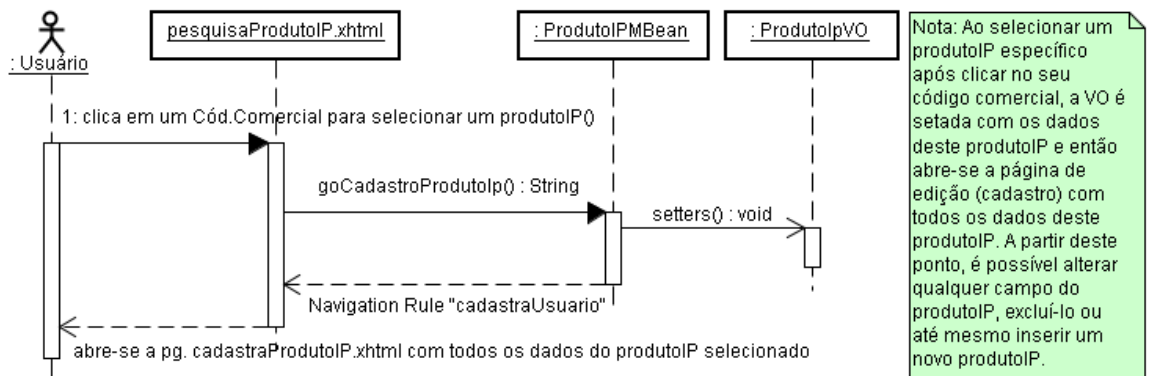 : Usuário
pesquisaProdutoIP.xhtml
: ProdutoIPMBean
: ProdutoIpVO
1: clica em um Cód.Comercial para selecionar um produtoIP()
goCadastroProdutoIp() : String
setters() : void
Navigation Rule "cadastraUsuario"
abre-se a pg. cadastraProdutoIP.xhtml com todos os dados do produtoIP selecionado
Nota: Ao selecionar um
produtoIP específico
após clicar no seu
código comercial, a VO é
setada com os dados
deste produtoIP e então
abre-se a página de
edição (cadastro) com
todos os dados deste
produtoIP. A partir deste
ponto, é possível alterar
qualquer campo do
produtoIP, excluí-lo ou
até mesmo inserir um
novo produtoIP.